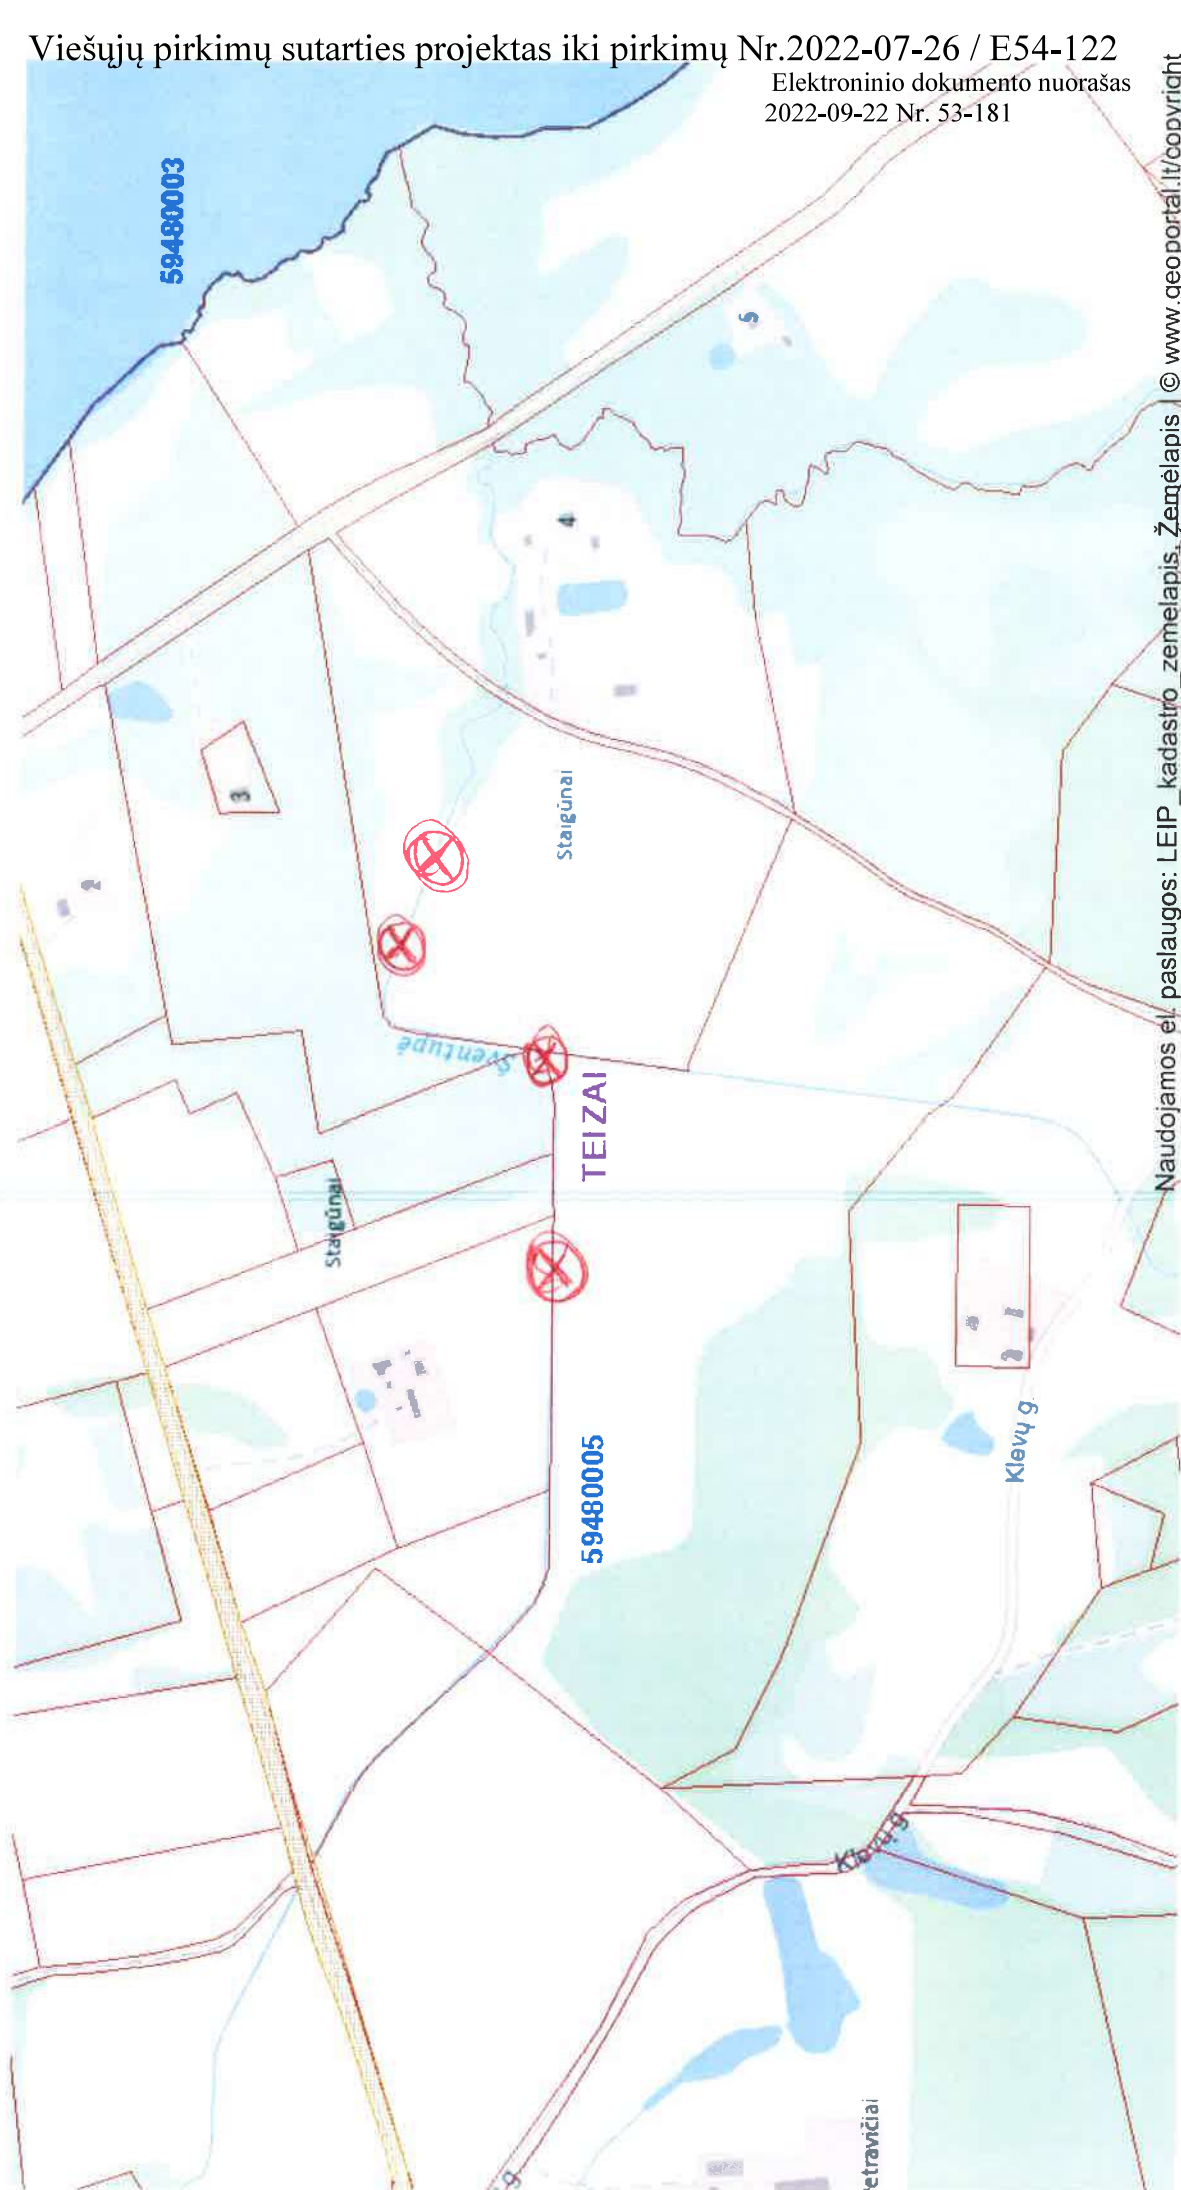 Viešųjų pirkimų sutarties projektas iki pirkimų Nr.2022-07-26 / E54-122
Elektroninio dokumento nuorašas
2022-09-22 Nr. 53-181
59480003
5
4
3
2
Staigūnai
Šventupė
TEIZAI
Staigūnai
59480005
Klevų g.
Klevų g.
etravičiai
g
Naudojamos el. paslaugos: LEIP_kadastro_zemelapis, Žemėlapis | © www.geoportal.lt/copyright